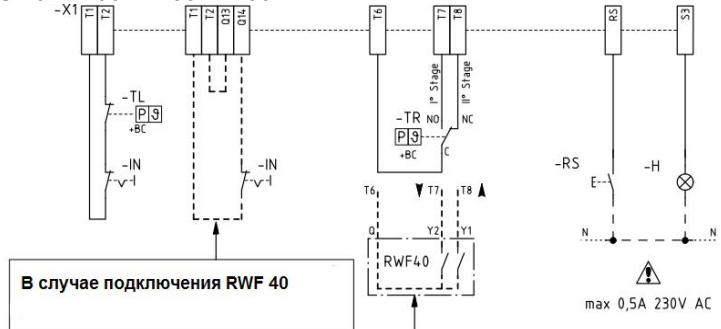 -X1 T1 T2 T1 T2 Q13 Q14 T6 T7 T8 RS S3
I° Stage II° Stage
-TL
P ϑ
+BC
-TR NO NC
P ϑ
+BC C
-IN -IN -RS -H
E
T6 T7 T8
Q Y2 Y1 N N
RWF40
В случае подключения RWF 40
max 0,5A 230V AC